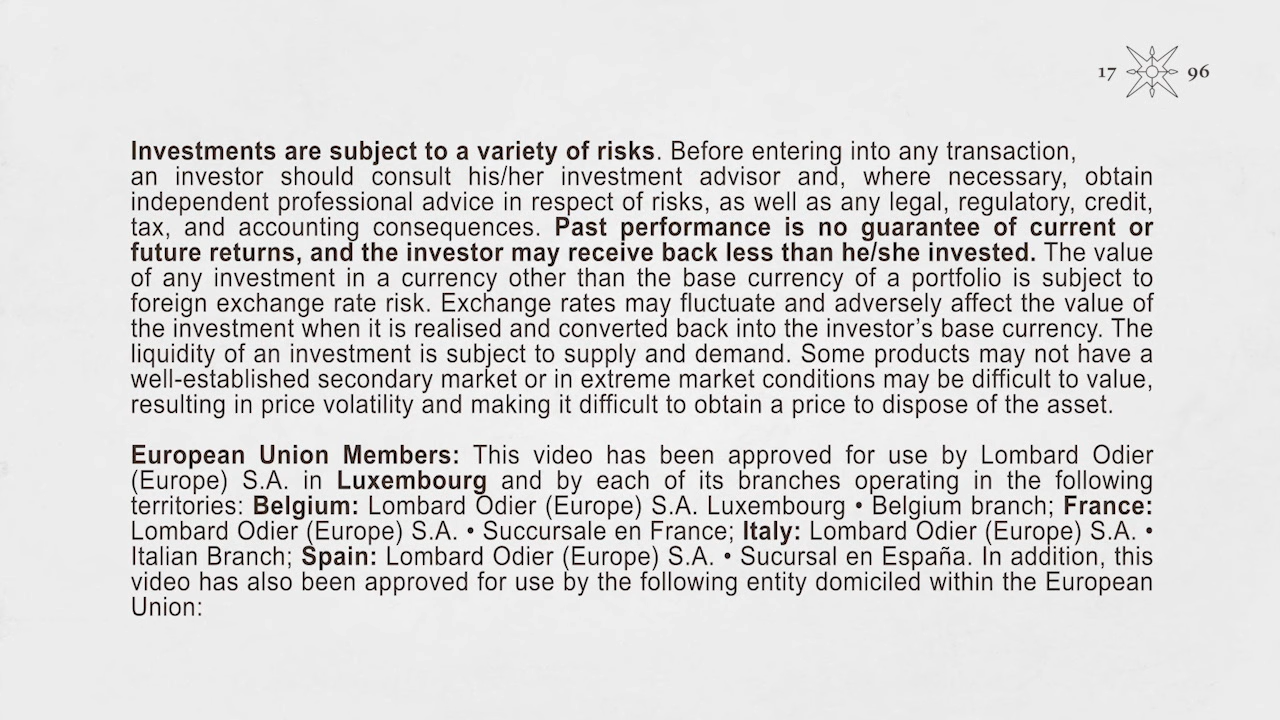 17 96
Investments are subject to a variety of risks. Before entering into any transaction,
an investor should consult his/her investment advisor and, where necessary, obtain
independent professional advice in respect of risks, as well as any legal, regulatory, credit,
tax, and accounting consequences. Past performance is no guarantee of current or
future returns, and the investor may receive back less than he/she invested. The value
of any investment in a currency other than the base currency of a portfolio is subject to
foreign exchange rate risk. Exchange rates may fluctuate and adversely affect the value of
the investment when it is realised and converted back into the investor’s base currency. The
liquidity of an investment is subject to supply and demand. Some products may not have a
well-established secondary market or in extreme market conditions may be difficult to value,
resulting in price volatility and making it difficult to obtain a price to dispose of the asset.
European Union Members: This video has been approved for use by Lombard Odier
(Europe) S.A. in Luxembourg and by each of its branches operating in the following
territories: Belgium: Lombard Odier (Europe) S.A. Luxembourg • Belgium branch; France:
Lombard Odier (Europe) S.A. • Succursale en France; Italy: Lombard Odier (Europe) S.A. •
Italian Branch; Spain: Lombard Odier (Europe) S.A. • Sucursal en España. In addition, this
video has also been approved for use by the following entity domiciled within the European
Union: